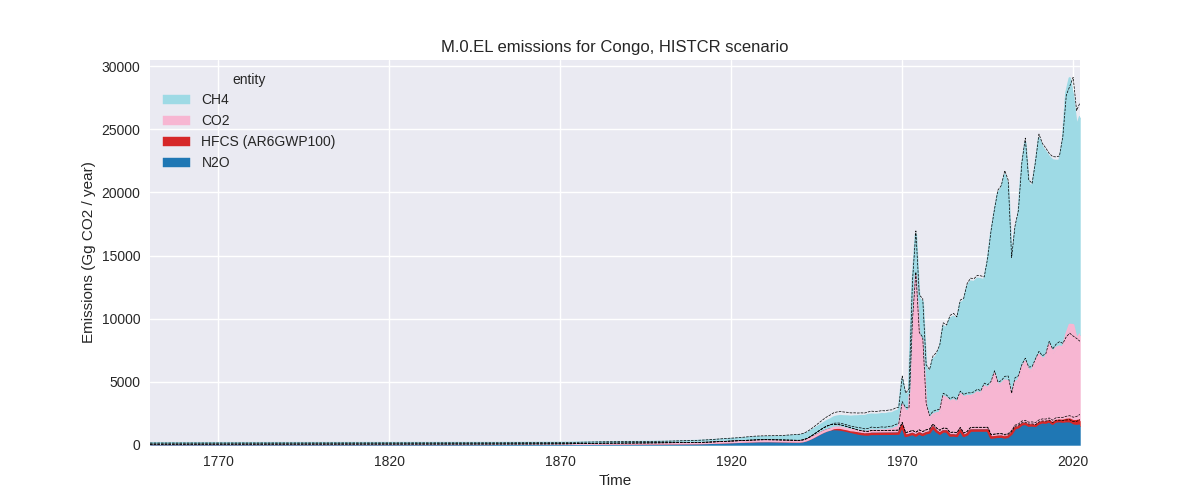 M.0.EL emissions for Congo, HISTCR scenario
30000
25000
20000
15000
10000
5000
0
Emissions (Gg CO2 / year)
entity
CH4
CO2
HFCS (AR6GWP100)
N2O
1770
1820
1870
1920
1970
2020
Time